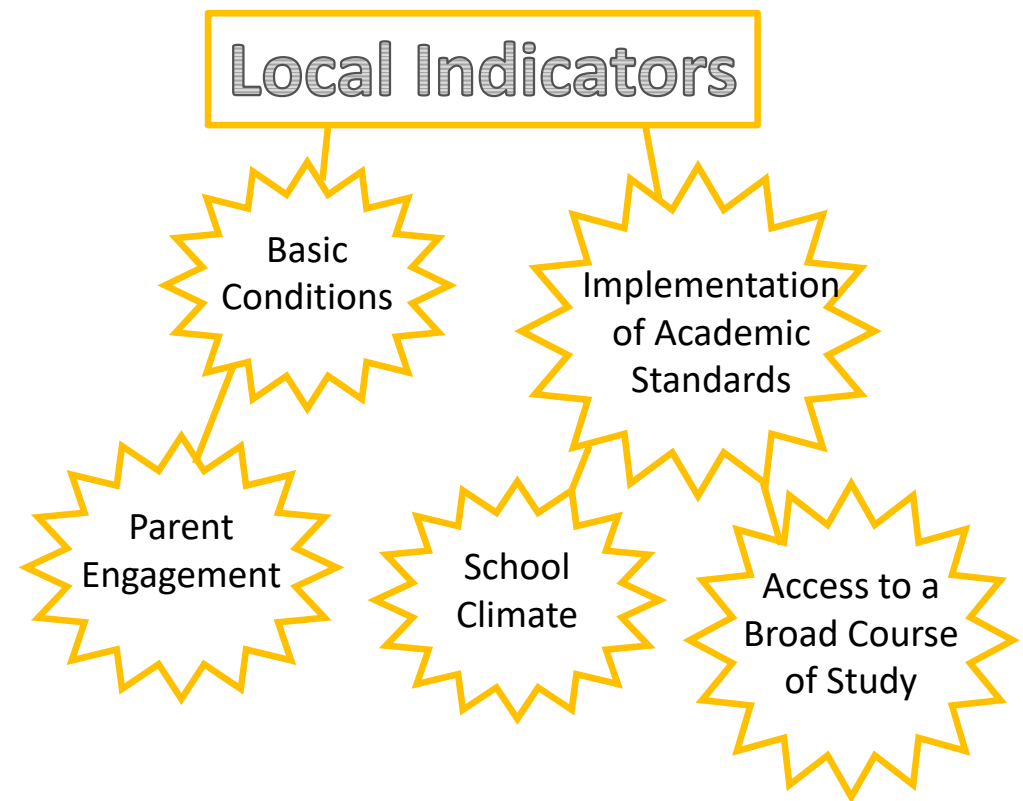 Local Indicators
Basic
Conditions
Implementation
of Academic
Standards
Parent
Engagement
School
Climate
Access to a
Broad Course
of Study